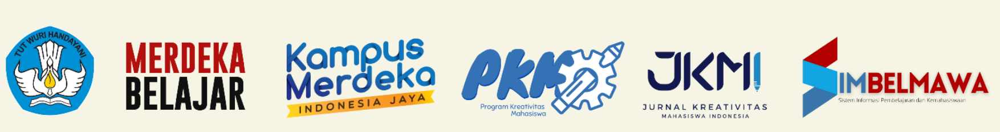 TUT WURI HANDAYANI
MERDEKA
BELAJAR
Kampus
Merdeka
INDONESIA JAYA
PKM
Program Kreativitas
Mahasiswa
JKMI
JURNAL KREATIVITAS
MAHASISWA INDONESIA
SIMBELMAWA
Sistem Informasi Pembelajaran dan Kemahasiswaan